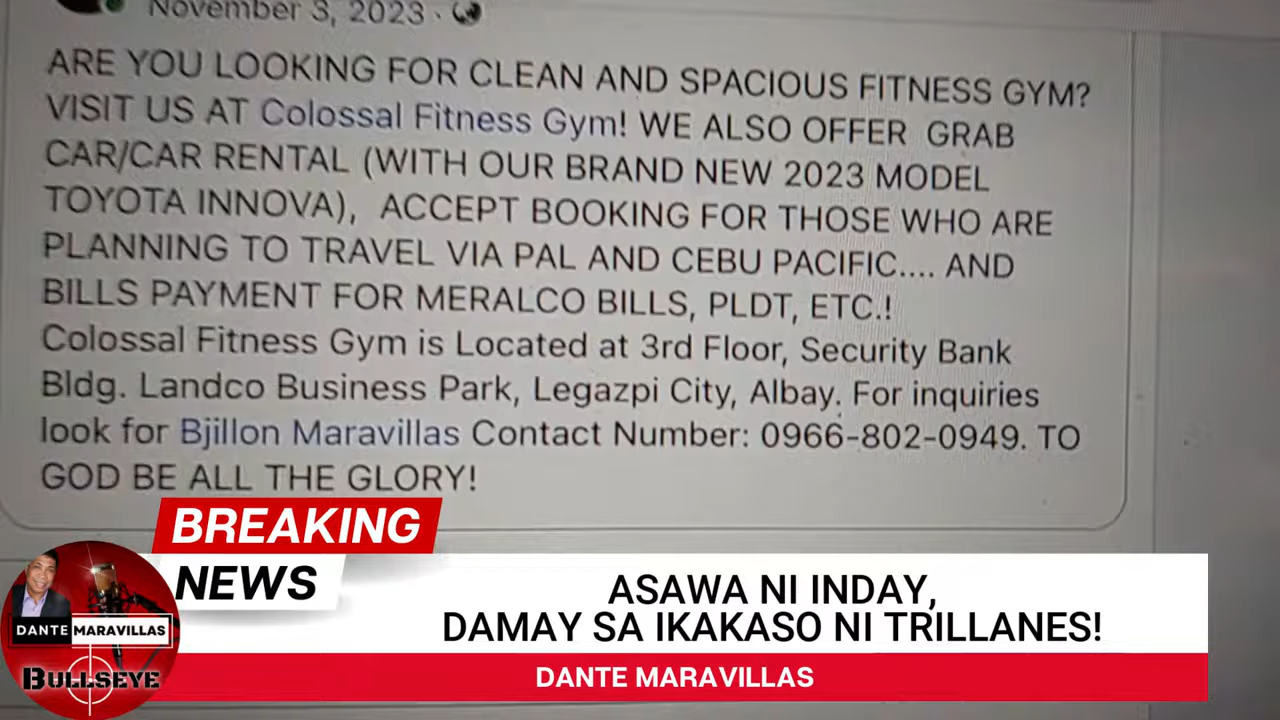 November 3, 2023 ·
ARE YOU LOOKING FOR CLEAN AND SPACIOUS FITNESS GYM?
VISIT US AT Colossal Fitness Gym! WE ALSO OFFER GRAB
CAR/CAR RENTAL (WITH OUR BRAND NEW 2023 MODEL
TOYOTA INNOVA), ACCEPT BOOKING FOR THOSE WHO ARE
PLANNING TO TRAVEL VIA PAL AND CEBU PACIFIC.... AND
BILLS PAYMENT FOR MERALCO BILLS, PLDT, ETC.!
Colossal Fitness Gym is Located at 3rd Floor, Security Bank
Bldg. Landco Business Park, Legazpi City, Albay. For inquiries
look for Bjillon Maravillas Contact Number: 0966-802-0949. TO
GOD BE ALL THE GLORY!
BREAKING
NEWS
ASAWA NI INDAY,
DAMAY SA IKAKASO NI TRILLANES!
DANTE MARAVILLAS
DANTE MARAVILLAS
BULLSEYE